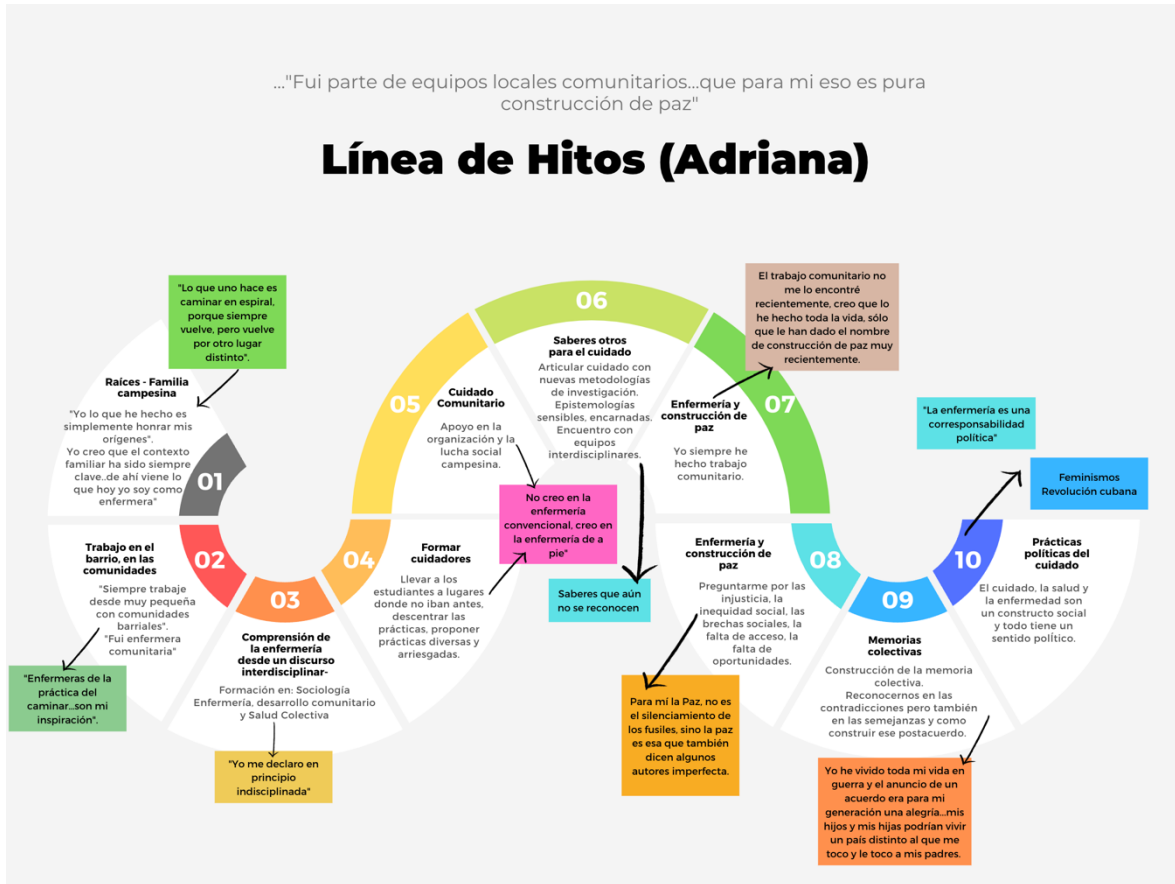 ..."Fui parte de equipos locales comunitarios...que para mi eso es pura
construcción de paz"
Línea de Hitos (Adriana)
"Lo que uno hace es
caminar en espiral,
porque siempre
vuelve, pero vuelve
por otro lugar
distinto".
Raíces - Familia
campesina
"Yo lo que he hecho es
simplemente honrar mis
orígenes".
Yo creo que el contexto
familiar ha sido siempre
clave..de ahí viene lo
que hoy yo soy como
enfermera"
01
Trabajo en el
barrio, en las
comunidades
"Siempre trabaje
desde muy pequeña
con comunidades
barriales".
"Fui enfermera
comunitaria"
02
"Enfermeras de la
práctica del
caminar...son mi
inspiración".
03
Comprensión de
la enfermería
desde un discurso
interdisciplinar-
Formación en: Sociología
Enfermería, desarrollo comunitario
y Salud Colectiva
"Yo me declaro en
principio
indisciplinada"
04
Formar
cuidadores
Llevar a los
estudiantes a lugares
donde no iban antes,
descentrar las
prácticas, proponer
prácticas diversas y
arriesgadas.
05
Cuidado
Comunitario
Apoyo en la
organización y la
lucha social
campesina.
No creo en la
enfermería
convencional, creo en
la enfermería de a
pie"
06
Saberes otros
para el cuidado
Articular cuidado con
nuevas metodologías
de investigación.
Epistemologías
sensibles, encarnadas.
Encuentro con
equipos
interdisciplinares.
Saberes que aún
no se reconocen
07
Enfermería y
construcción de
paz
Yo siempre he
hecho trabajo
comunitario.
El trabajo comunitario no
me lo encontré
recientemente, creo que lo
he hecho toda la vida, sólo
que le han dado el nombre
de construcción de paz muy
recientemente.
08
Enfermería y
construcción de
paz
Preguntarme por las
injusticia, la
inequidad social, las
brechas sociales, la
falta de acceso, la
falta de
oportunidades.
Para mí la Paz, no es
el silenciamiento de
los fusiles, sino la paz
es esa que también
dicen algunos
autores imperfecta.
09
Memorias
colectivas
Construcción de la memoria
colectiva.
Reconocernos en las
contradicciones pero también
en las semejanzas y como
construir ese postacuerdo.
Yo he vivido toda mi vida en
guerra y el anuncio de un
acuerdo era para mi
generación una alegría...mis
hijos y mis hijas podrían vivir
un país distinto al que me
toco y le toco a mis padres.
10
Prácticas
políticas del
cuidado
El cuidado, la salud y
la enfermedad son
un constructo social
y todo tiene un
sentido político.
"La enfermería es una
corresponsabilidad
política"
Feminismos
Revolución cubana